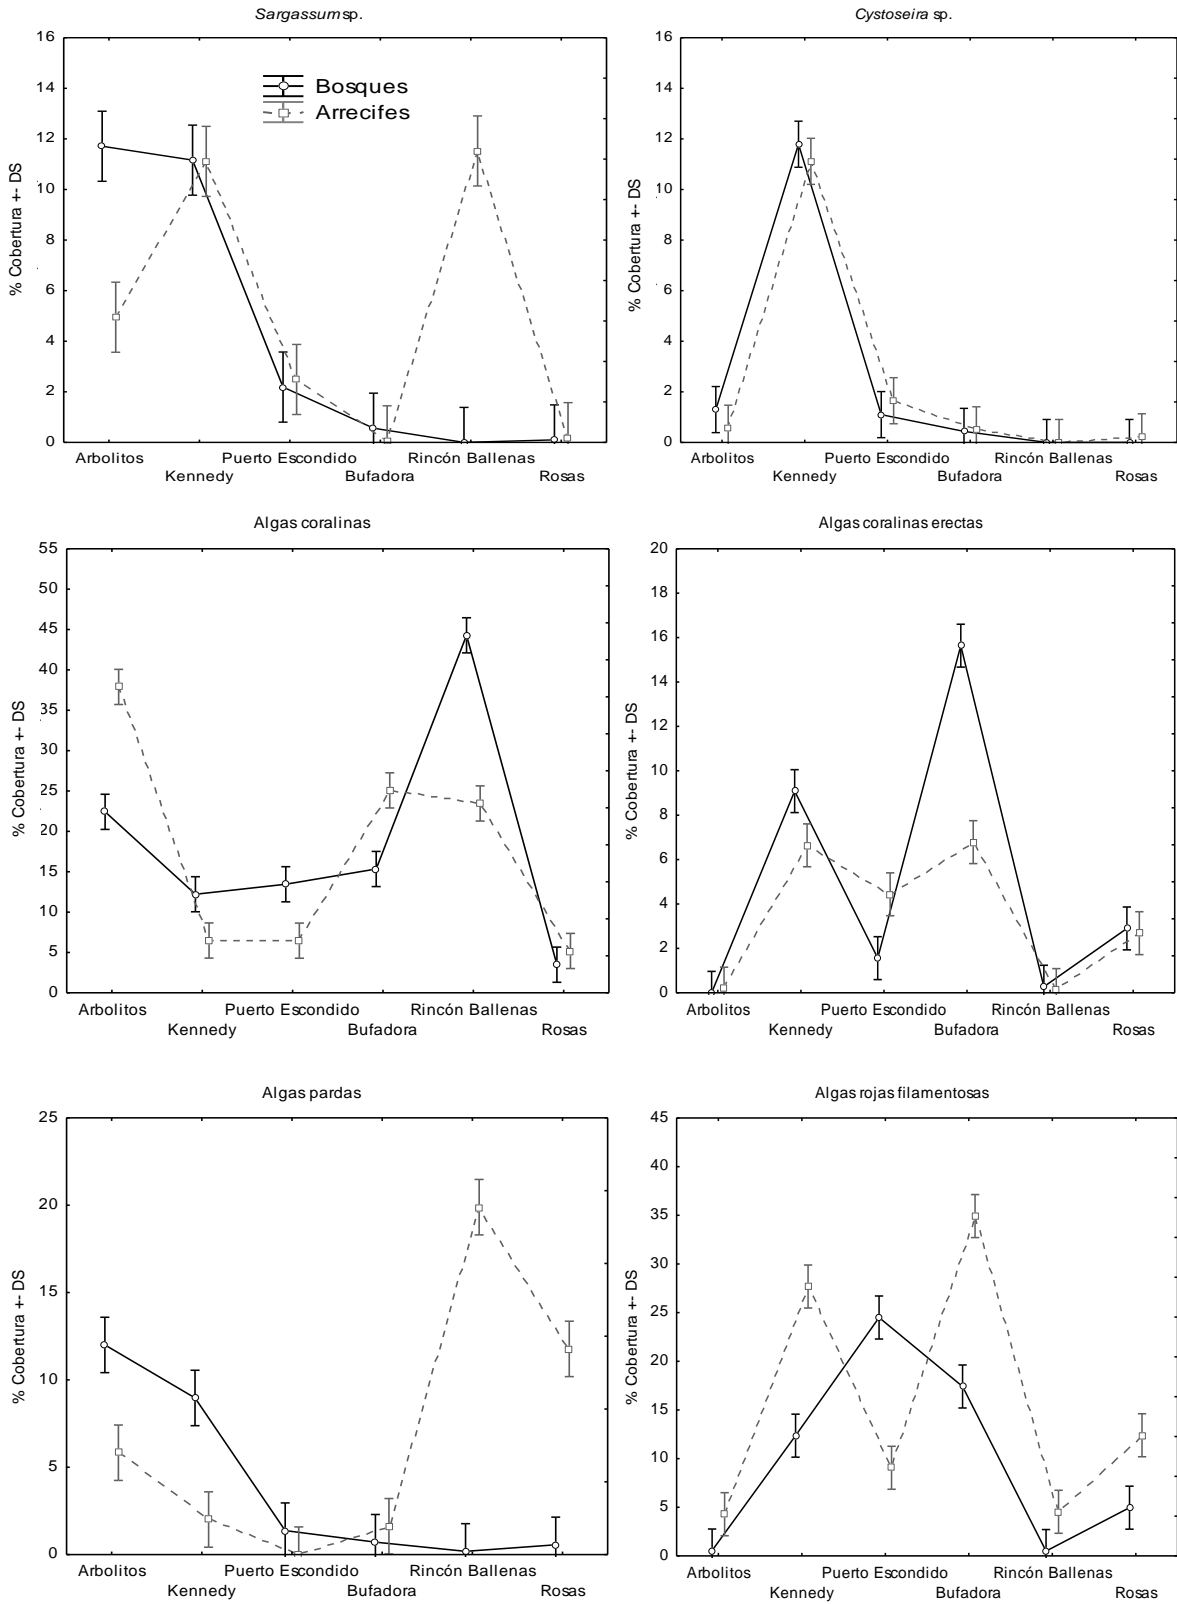 Sargassum sp.
16
14
12
10
8
6
4
2
0
% Cobertura +- DS
Bosques
Arrecifes
Arbolitos
Kennedy
Puerto Escondido
Bufadora
Rincón Ballenas
Rosas
Cystoseira sp.
16
14
12
10
8
6
4
2
0
% Cobertura +- DS
Arbolitos
Kennedy
Puerto Escondido
Bufadora
Rincón Ballenas
Rosas
Algas coralinas
55
50
45
40
35
30
25
20
15
10
5
0
% Cobertura +- DS
Arbolitos
Kennedy
Puerto Escondido
Bufadora
Rincón Ballenas
Rosas
Algas coralinas erectas
20
18
16
14
12
10
8
6
4
2
0
% Cobertura +- DS
Arbolitos
Kennedy
Puerto Escondido
Bufadora
Rincón Ballenas
Rosas
Algas pardas
25
20
15
10
5
0
% Cobertura +- DS
Arbolitos
Kennedy
Puerto Escondido
Bufadora
Rincón Ballenas
Rosas
Algas rojas filamentosas
45
40
35
30
25
20
15
10
5
0
% Cobertura +- DS
Arbolitos
Kennedy
Puerto Escondido
Bufadora
Rincón Ballenas
Rosas